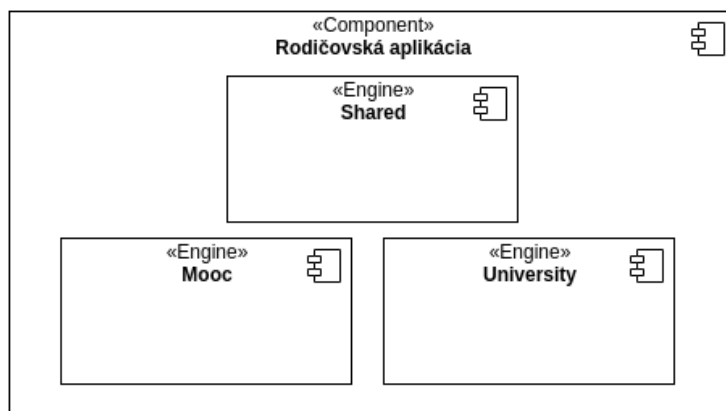 «Component»
Rodičovská aplikácia
«Engine»
Shared
«Engine»
Mooc
«Engine»
University